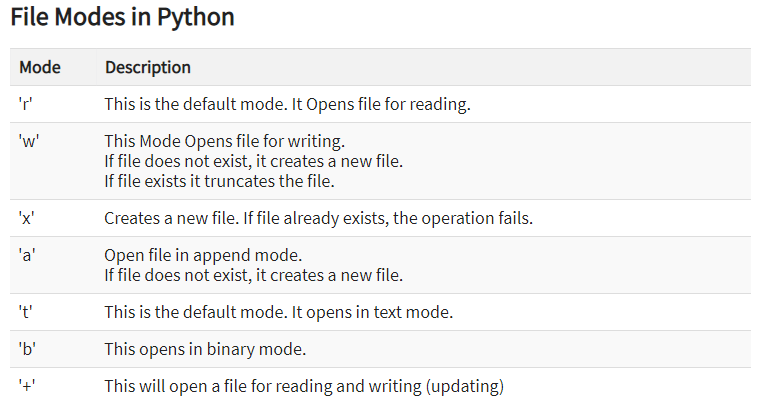 File Modes in Python
Mode Description
'r' This is the default mode. It Opens file for reading.
'w' This Mode Opens file for writing.
If file does not exist, it creates a new file.
If file exists it truncates the file.
'x' Creates a new file. If file already exists, the operation fails.
'a' Open file in append mode.
If file does not exist, it creates a new file.
't' This is the default mode. It opens in text mode.
'b' This opens in binary mode.
'+' This will open a file for reading and writing (updating)